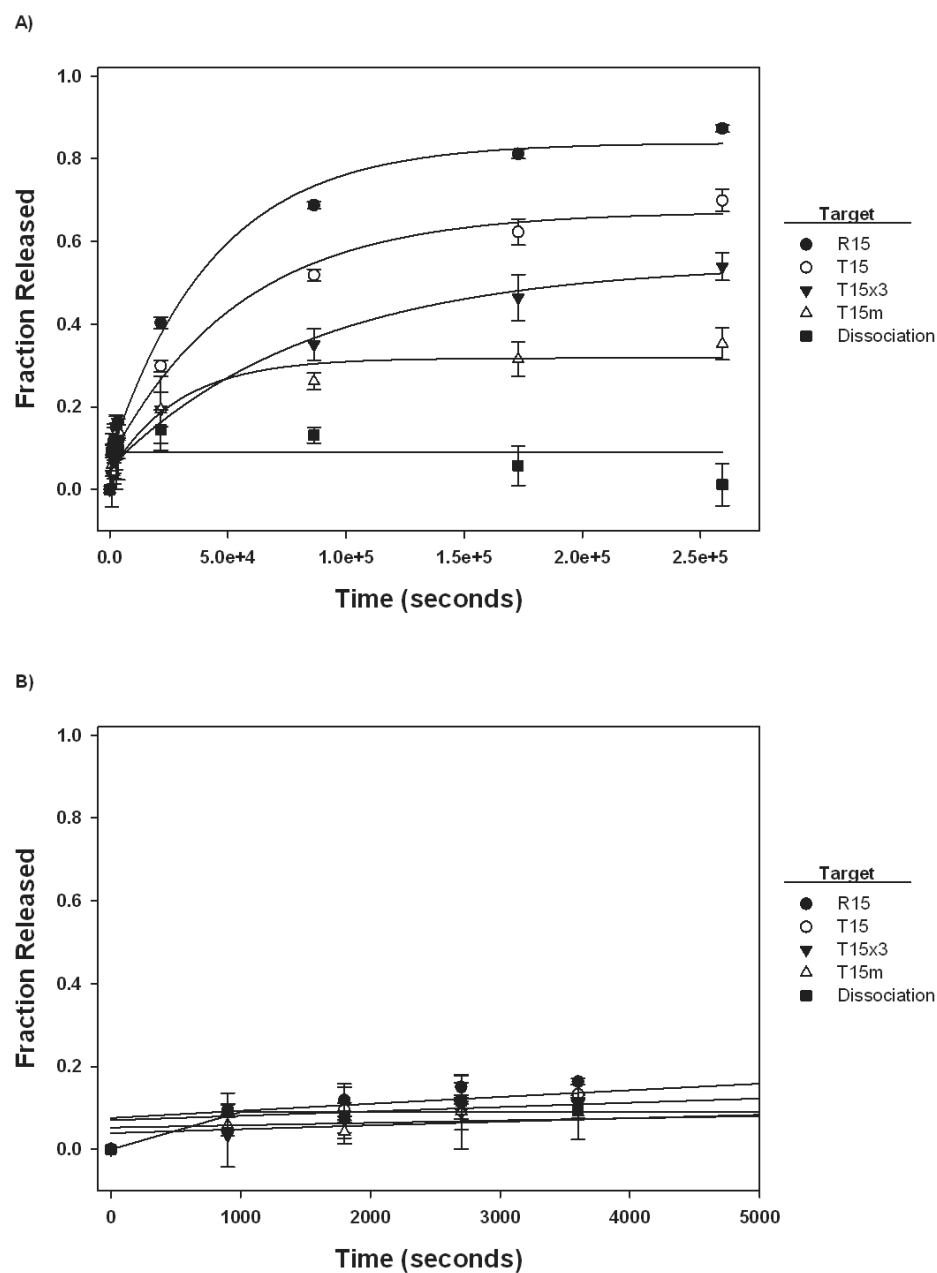 A)
1.0
0.8
0.6
0.4
0.2
0.0
Fraction Released
0.0 5.0e+4 1.0e+5 1.5e+5 2.0e+5 2.5e+5
Time (seconds)
Target
R15
T15
T15x3
T15m
Dissociation
B)
1.0
0.8
0.6
0.4
0.2
0.0
Fraction Released
0 1000 2000 3000 4000 5000
Time (seconds)
Target
R15
T15
T15x3
T15m
Dissociation